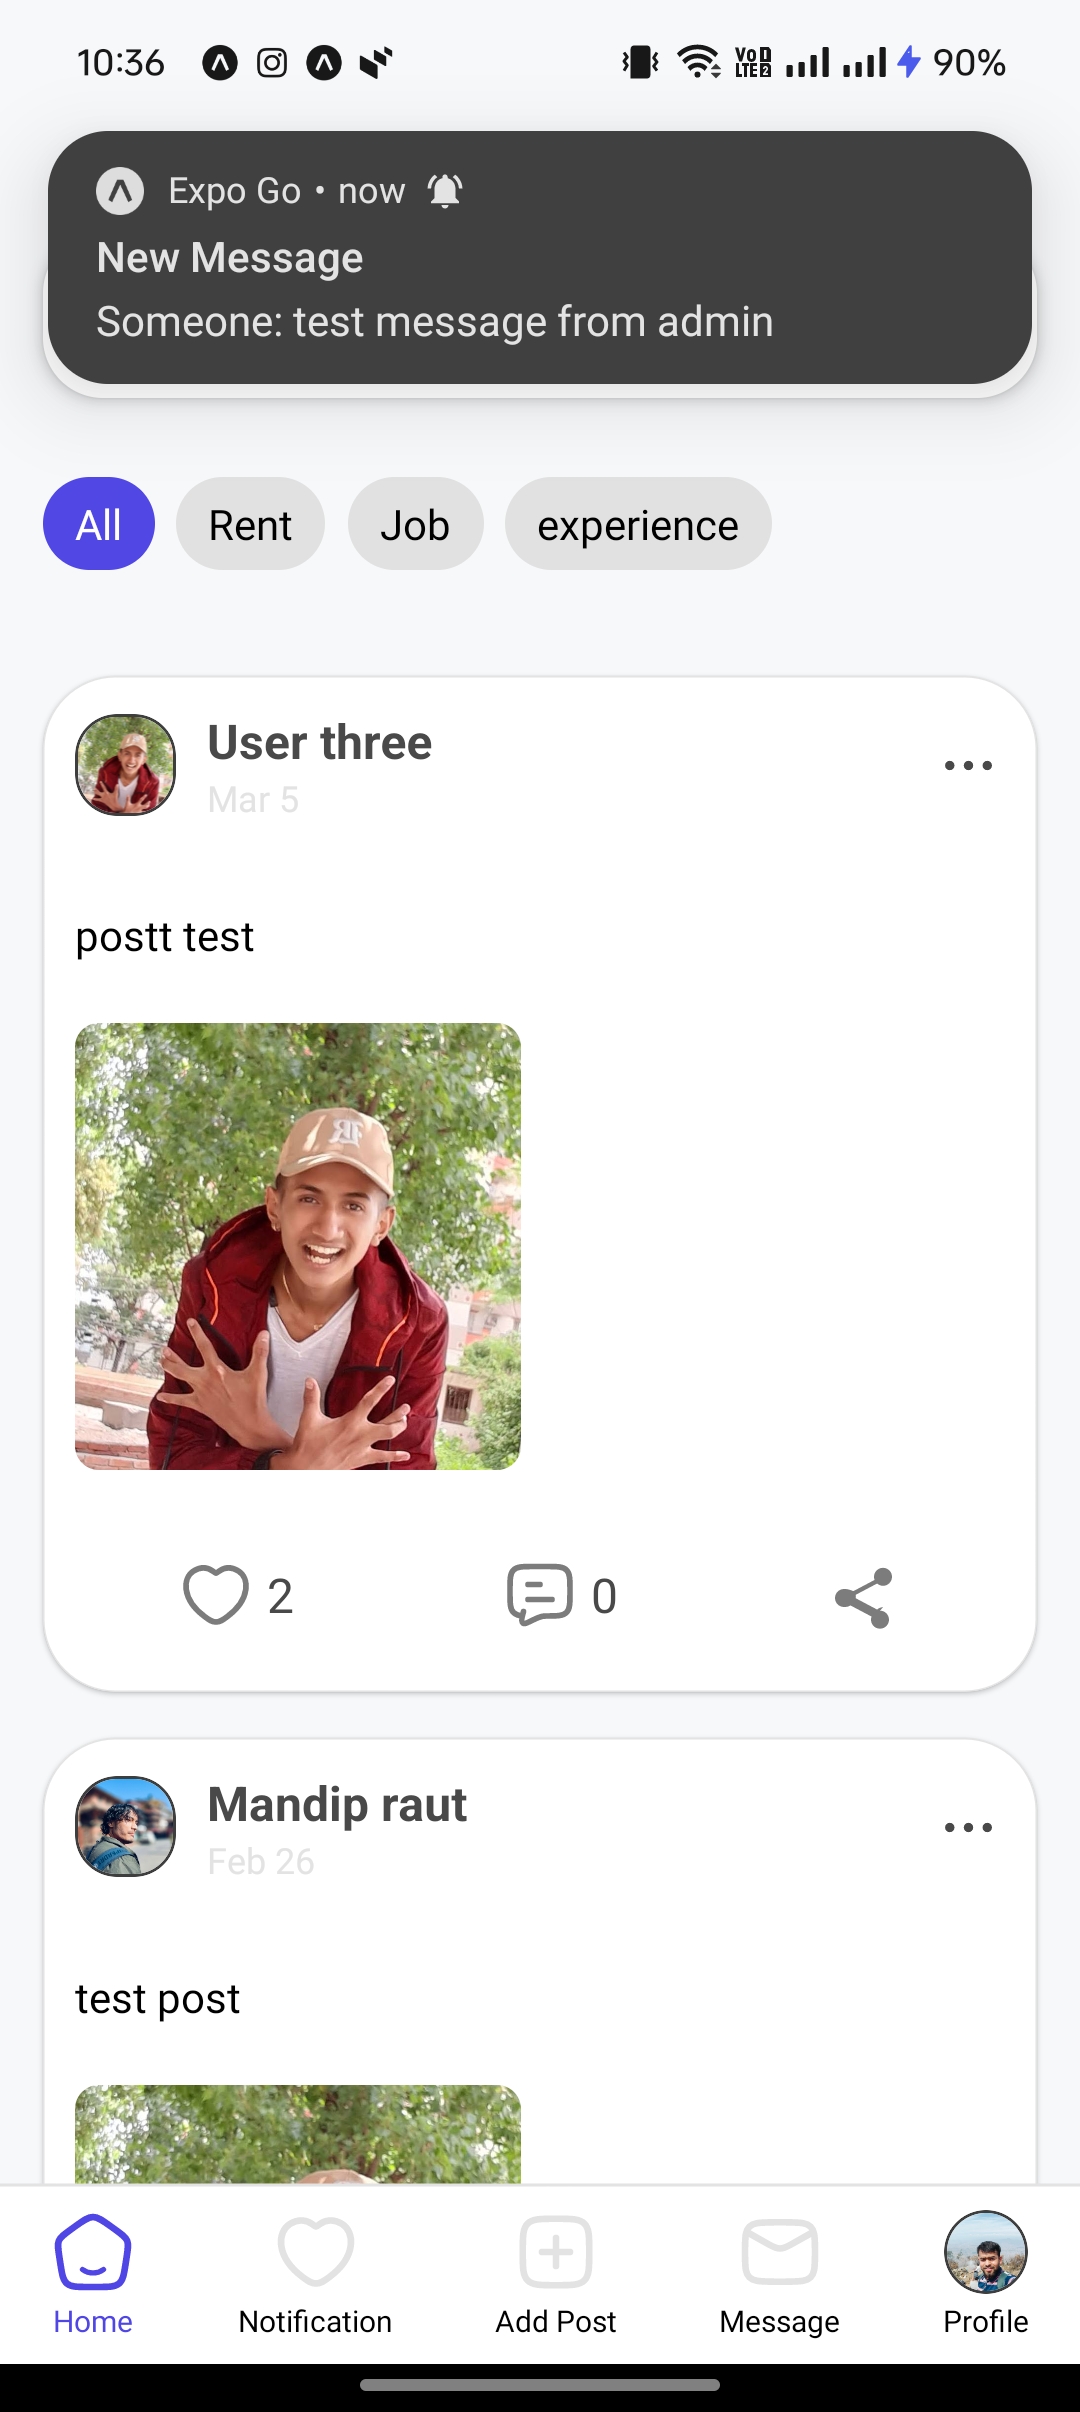 10:36
VoD LTE2 90%
Expo Go • now
New Message
Someone: test message from admin
All Rent Job experience
User three
Mar 5
postt test
2 0
Mandip raut
Feb 26
test post
Home Notification Add Post Message Profile